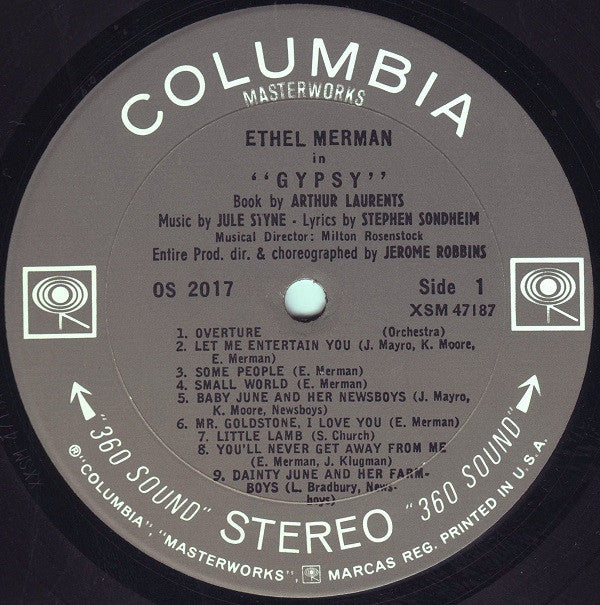 COLUMBIA
MASTERWORKS
ETHEL MERMAN
in
"GYPSY"
Book by ARTHUR LAURENTS
Music by JULE STYNE - Lyrics by STEPHEN SONDHEIM
Musical Director: Milton Rosenstock
Entire Prod. dir. & choreographed by JEROME ROBBINS
OS 2017
Side 1
XSM 47187
1. OVERTURE (Orchestra)
2. LET ME ENTERTAIN YOU (J. Mayro, K. Moore,
E. Merman)
3. SOME PEOPLE (E. Merman)
4. SMALL WORLD (E. Merman)
5. BABY JUNE AND HER NEWSBOYS (J. Mayro,
K. Moore, Newsboys)
6. MR. GOLDSTONE, I LOVE YOU (E. Merman)
7. LITTLE LAMB (S. Church)
8. YOU'LL NEVER GET AWAY FROM ME
(E. Merman, J. Klugman)
9. DAINTY JUNE AND HER FARM-
BOYS (L. Bradbury, News-
boys)
"360 SOUND" STEREO "360 SOUND"
® "COLUMBIA", "MASTERWORKS", MARCAS REG. PRINTED IN U.S.A.